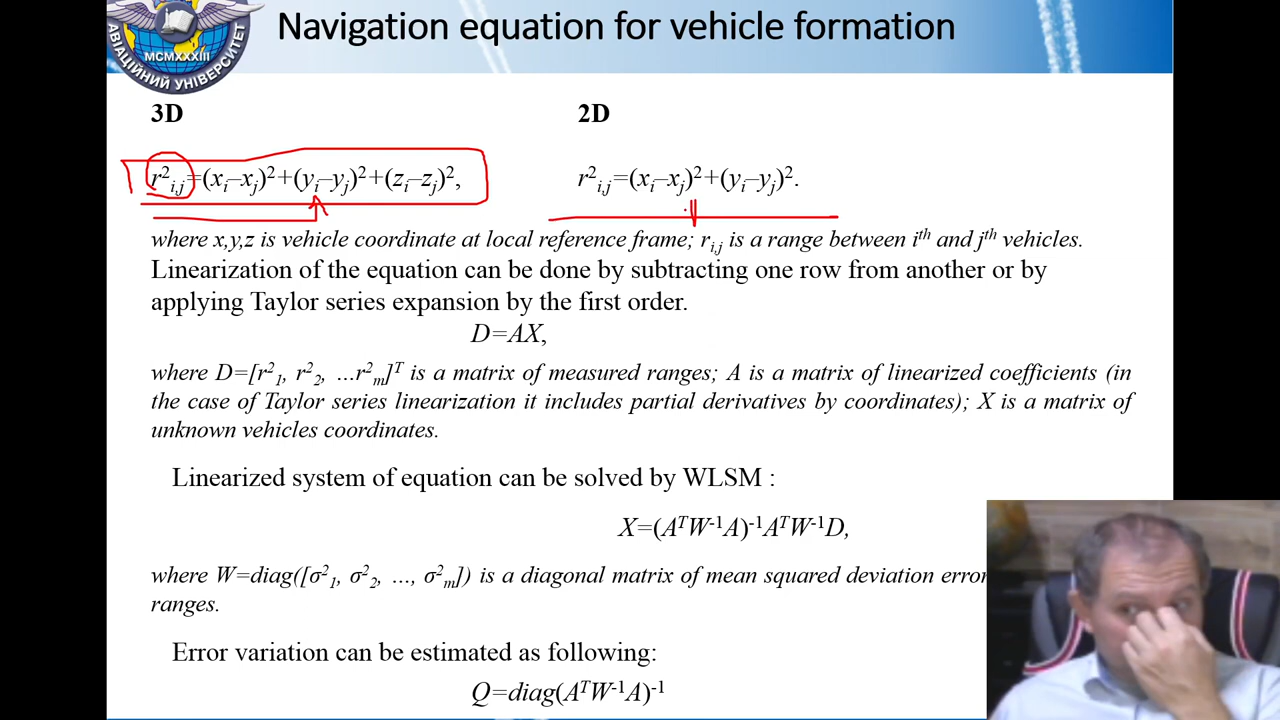 Navigation equation for vehicle formation
АВІАЦІЙНИЙ УНІВЕРСИТЕТ
MCMXXXIII
3D 2D
r²i,j=(xi–xj)²+(yi–yj)²+(zi–zj)², r²i,j=(xi–xj)²+(yi–yj)².
where x,y,z is vehicle coordinate at local reference frame; ri,j is a range between iᵗʰ and jᵗʰ vehicles.
Linearization of the equation can be done by subtracting one row from another or by
applying Taylor series expansion by the first order.
D=AX,
where D=[r²1, r²2, …r²m]ᵀ is a matrix of measured ranges; A is a matrix of linearized coefficients (in
the case of Taylor series linearization it includes partial derivatives by coordinates); X is a matrix of
unknown vehicles coordinates.
Linearized system of equation can be solved by WLSM :
X=(AᵀW⁻¹A)⁻¹AᵀW⁻¹D,
where W=diag([σ²1, σ²2, …, σ²m]) is a diagonal matrix of mean squared deviation error
ranges.
Error variation can be estimated as following:
Q=diag(AᵀW⁻¹A)⁻¹